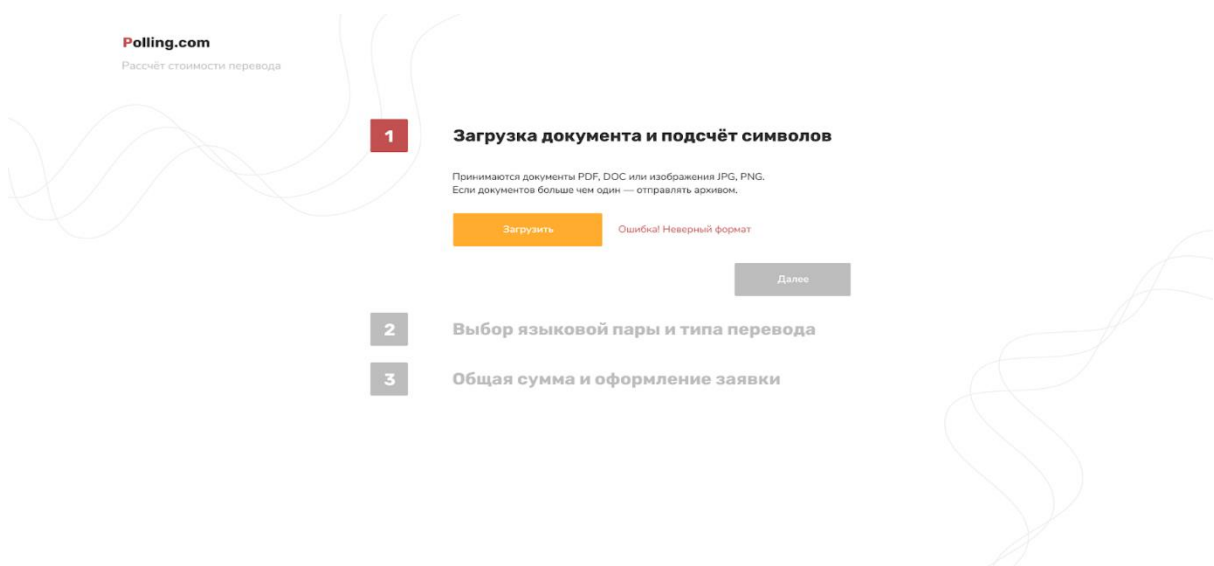 Polling.com
Рассчёт стоимости перевода
1
Загрузка документа и подсчёт символов
Принимаются документы PDF, DOC или изображения JPG, PNG.
Если документов больше чем один — отправлять архивом.
Загрузить
Ошибка! Неверный формат
Далее
2
Выбор языковой пары и типа перевода
3
Общая сумма и оформление заявки